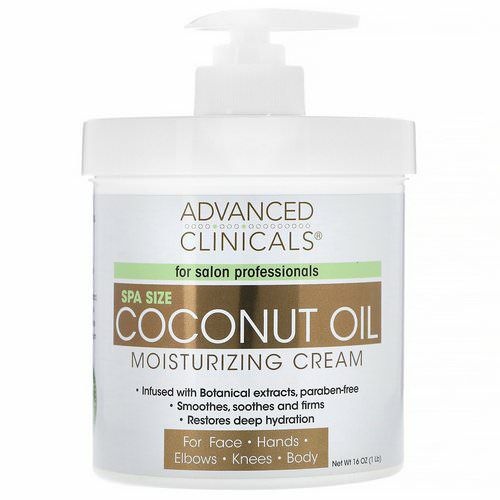 ADVANCED
CLINICALS®
for salon professionals
SPA SIZE
COCONUT OIL
MOISTURIZING CREAM
• Infused with Botanical extracts, paraben-free
• Smoothes, soothes and firms
• Restores deep hydration
For Face • Hands •
Elbows • Knees • Body
Net Wt 16 OZ (1 Lb)